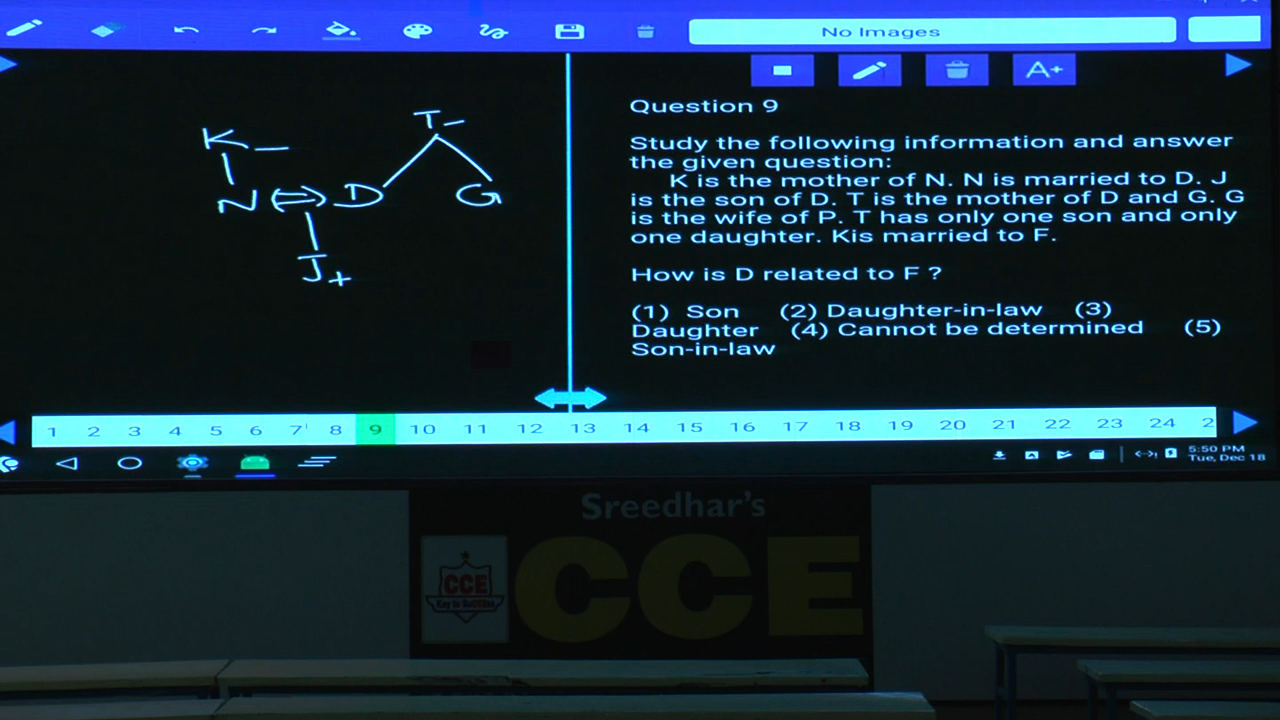 No Images
A+
Question 9
Study the following information and answer
the given question:
K is the mother of N. N is married to D. J
is the son of D. T is the mother of D and G. G
is the wife of P. T has only one son and only
one daughter. Kis married to F.
How is D related to F ?
(1) Son (2) Daughter-in-law (3)
Daughter (4) Cannot be determined (5)
Son-in-law
T -
K -
N ⇔ D G
J +
1 2 3 4 5 6 7 8 9 10 11 12 13 14 15 16 17 18 19 20 21 22 23 24 2
5:50 PM
Tue, Dec 18
Sreedhar's
CCE
CCE